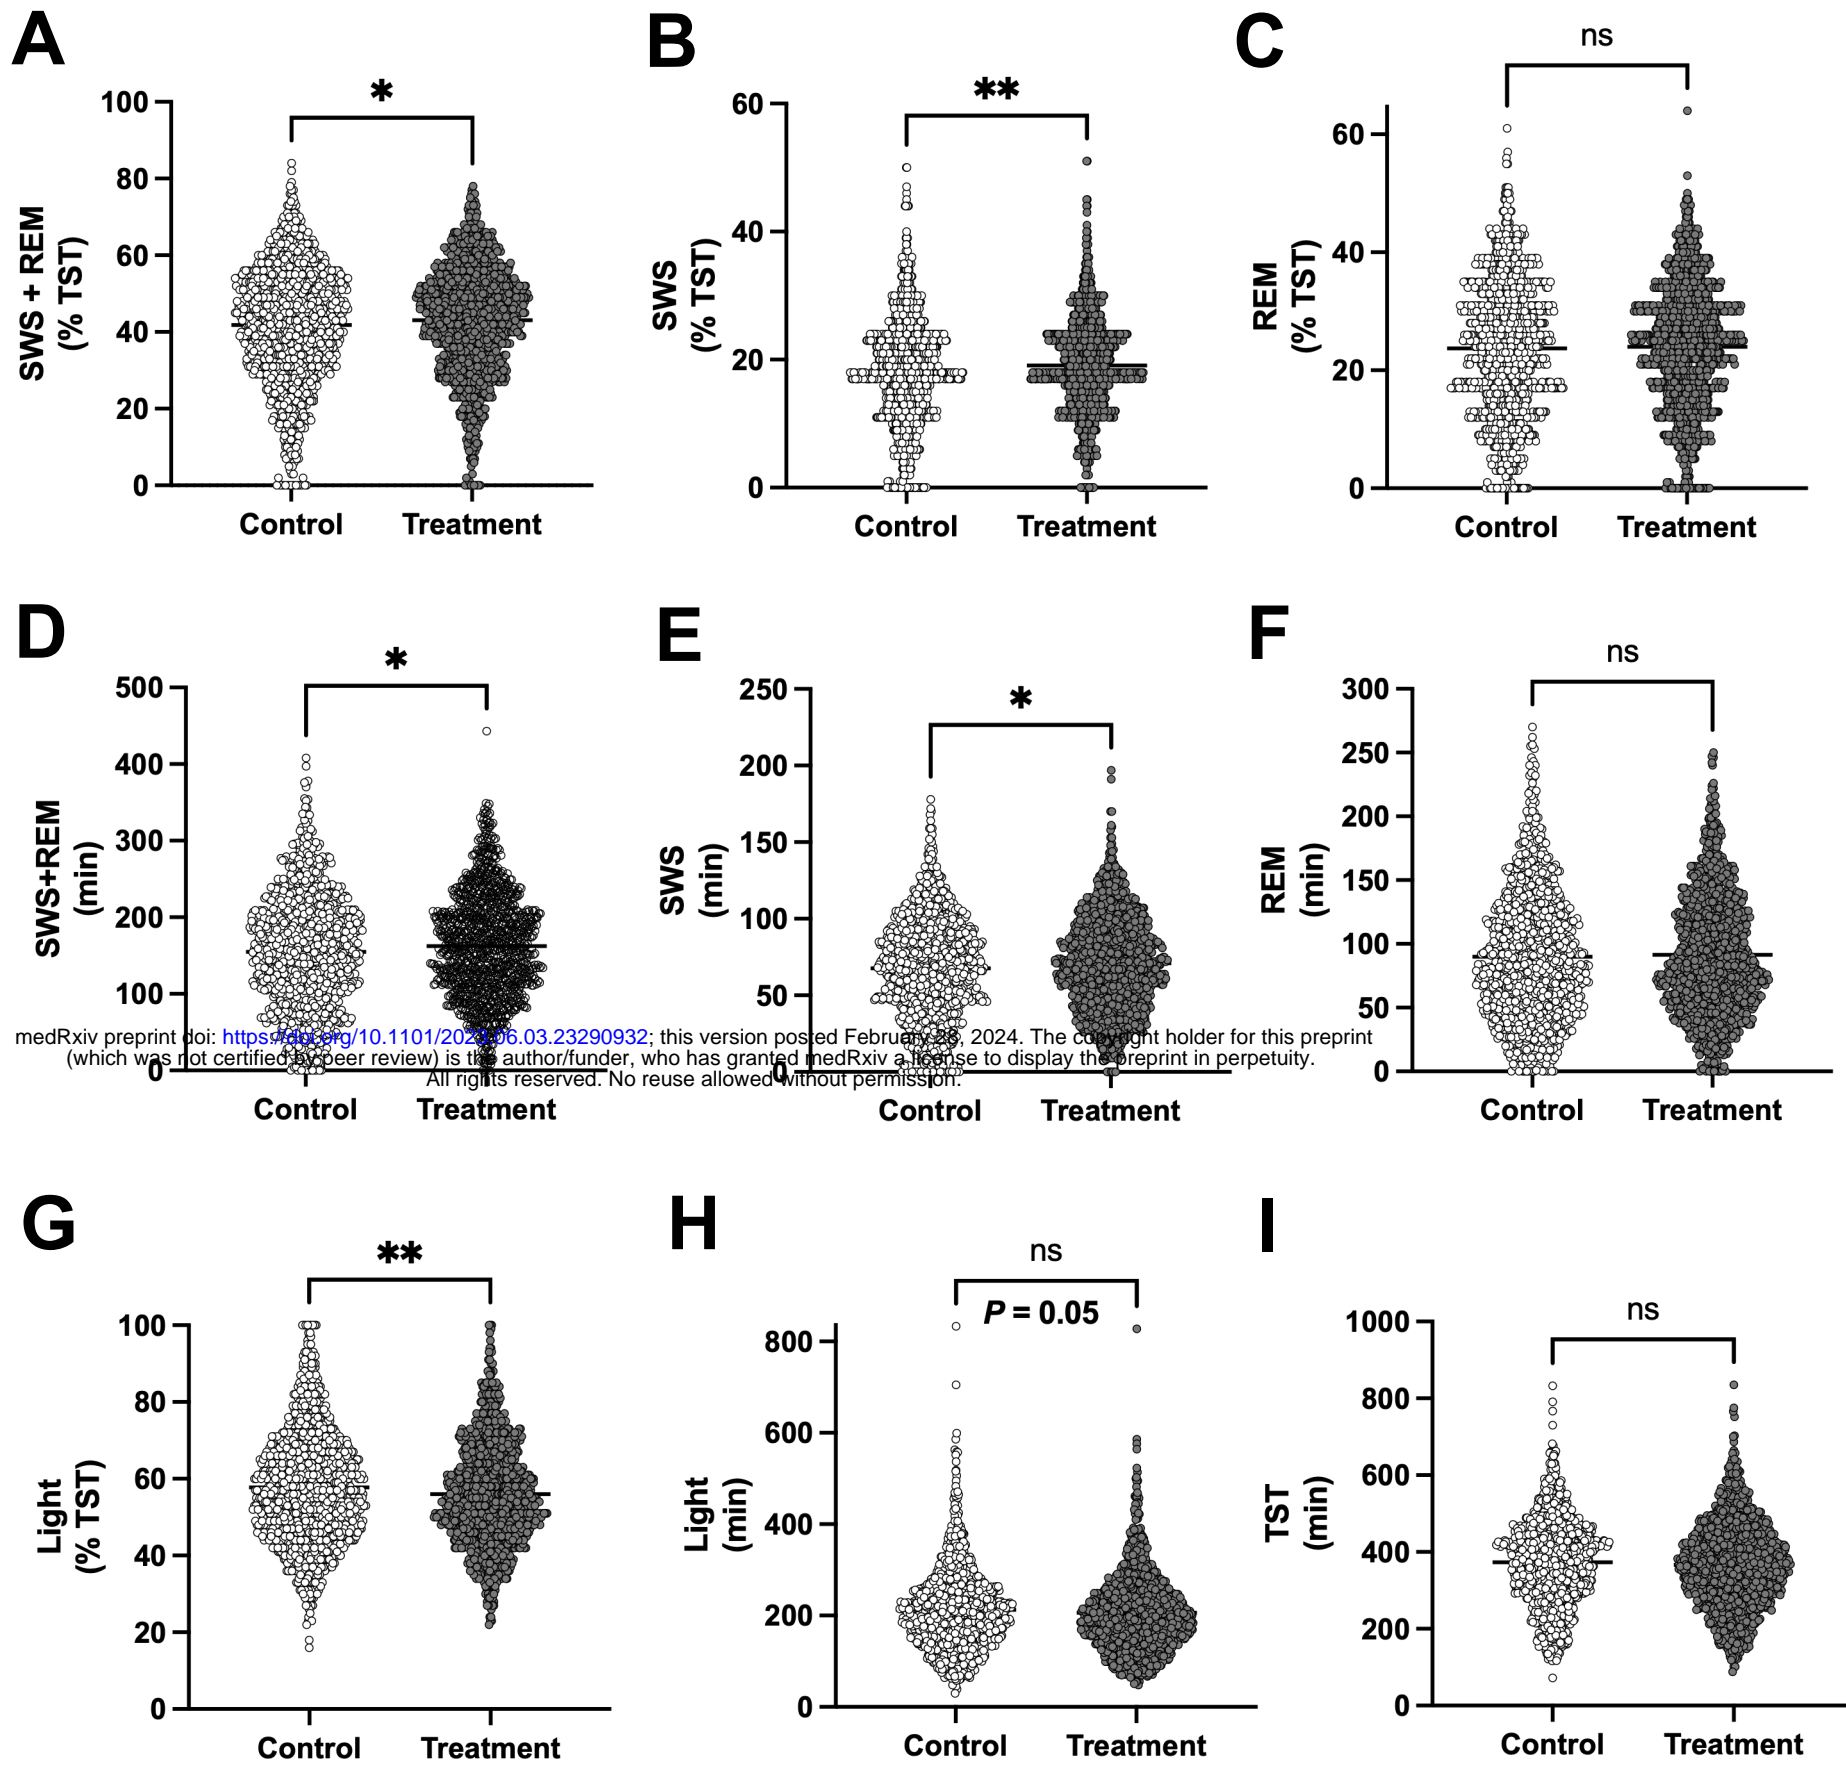 A
B
C
*
**
ns
SWS + REM
(% TST)
100
80
60
40
20
0
Control
Treatment
SWS
(% TST)
60
40
20
0
Control
Treatment
REM
(% TST)
60
40
20
0
Control
Treatment
D
E
F
*
*
ns
SWS+REM
(min)
500
400
300
200
100
0
Control
Treatment
SWS
(min)
250
200
150
100
50
0
Control
Treatment
REM
(min)
300
250
200
150
100
50
0
Control
Treatment
medRxiv preprint doi: https://doi.org/10.1101/2023.06.03.23290932; this version posted February 28, 2024. The copyright holder for this preprint
(which was not certified by peer review) is the author/funder, who has granted medRxiv a license to display the preprint in perpetuity.
All rights reserved. No reuse allowed without permission.
G
H
I
**
ns
P = 0.05
ns
Light
(% TST)
100
80
60
40
20
0
Control
Treatment
Light
(min)
800
600
400
200
0
Control
Treatment
TST
(min)
1000
800
600
400
200
0
Control
Treatment